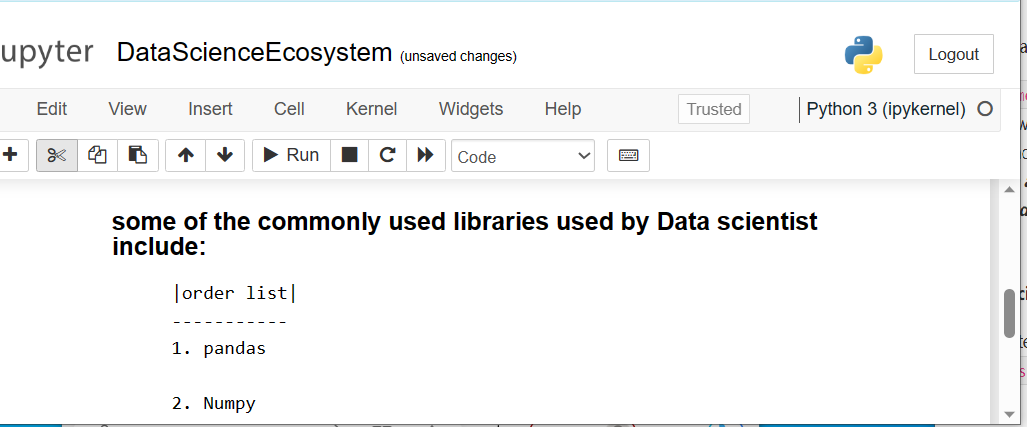 upyter DataScienceEcosystem (unsaved changes) Logout
Edit View Insert Cell Kernel Widgets Help Trusted Python 3 (ipykernel)
Run Code
some of the commonly used libraries used by Data scientist
include:
|order list|
-----------
1. pandas
2. Numpy